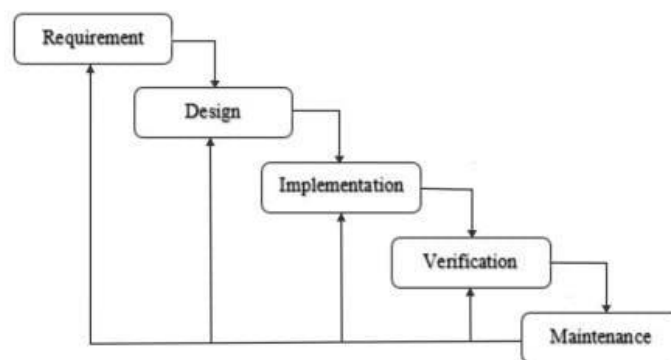 Requirement
Design
Implementation
Verification
Maintenance